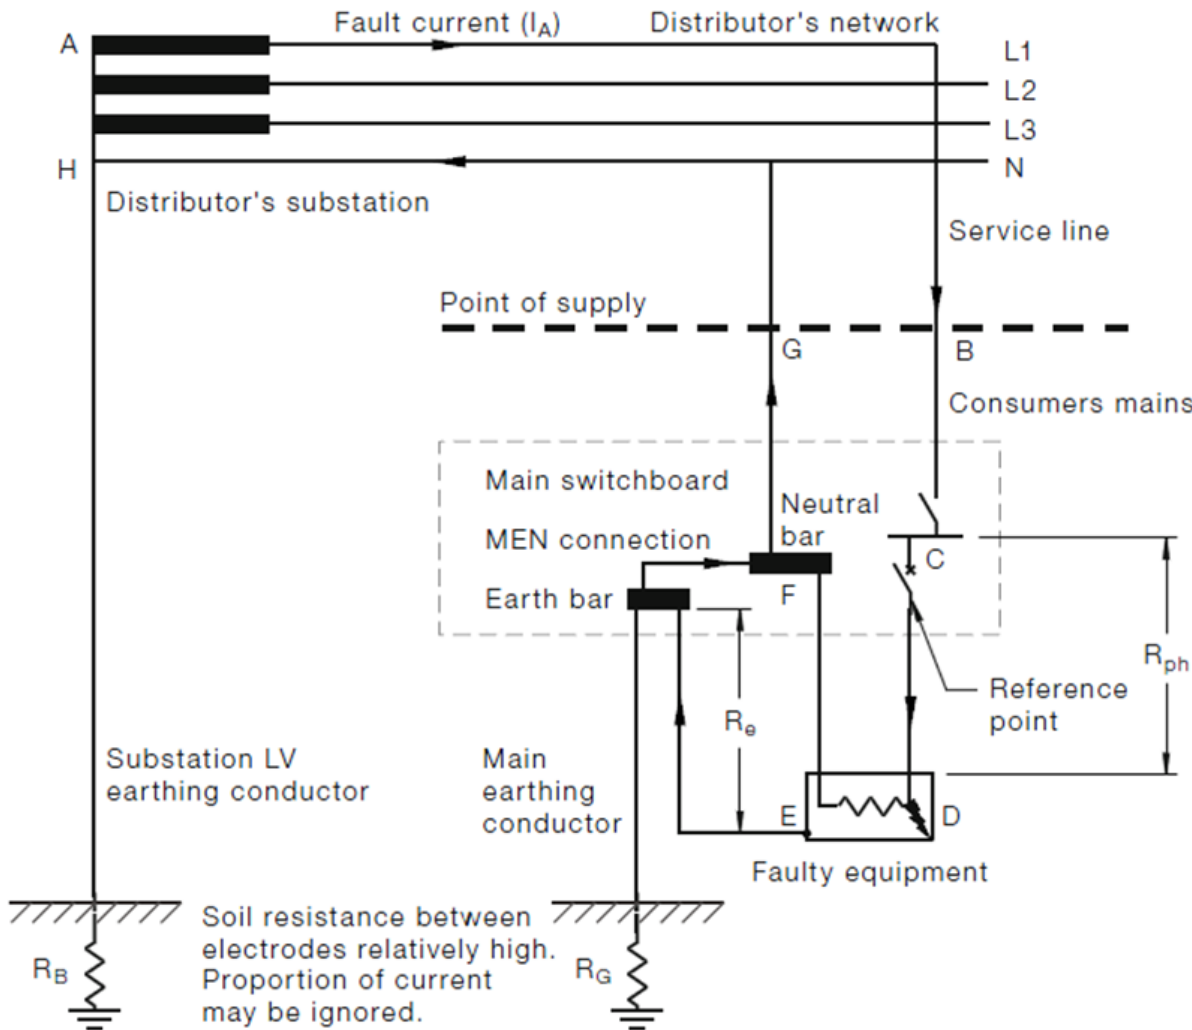 Fault current (IA)
Distributor's network
A
L1
L2
L3
H
N
Distributor's substation
Service line
Point of supply
G
B
Consumers mains
Main switchboard
Neutral
bar
MEN connection
C
Earth bar
F
Rph
Reference
point
Re
Substation LV
earthing conductor
Main
earthing
conductor
E
D
Faulty equipment
Soil resistance between
electrodes relatively high.
Proportion of current
may be ignored.
RB
RG